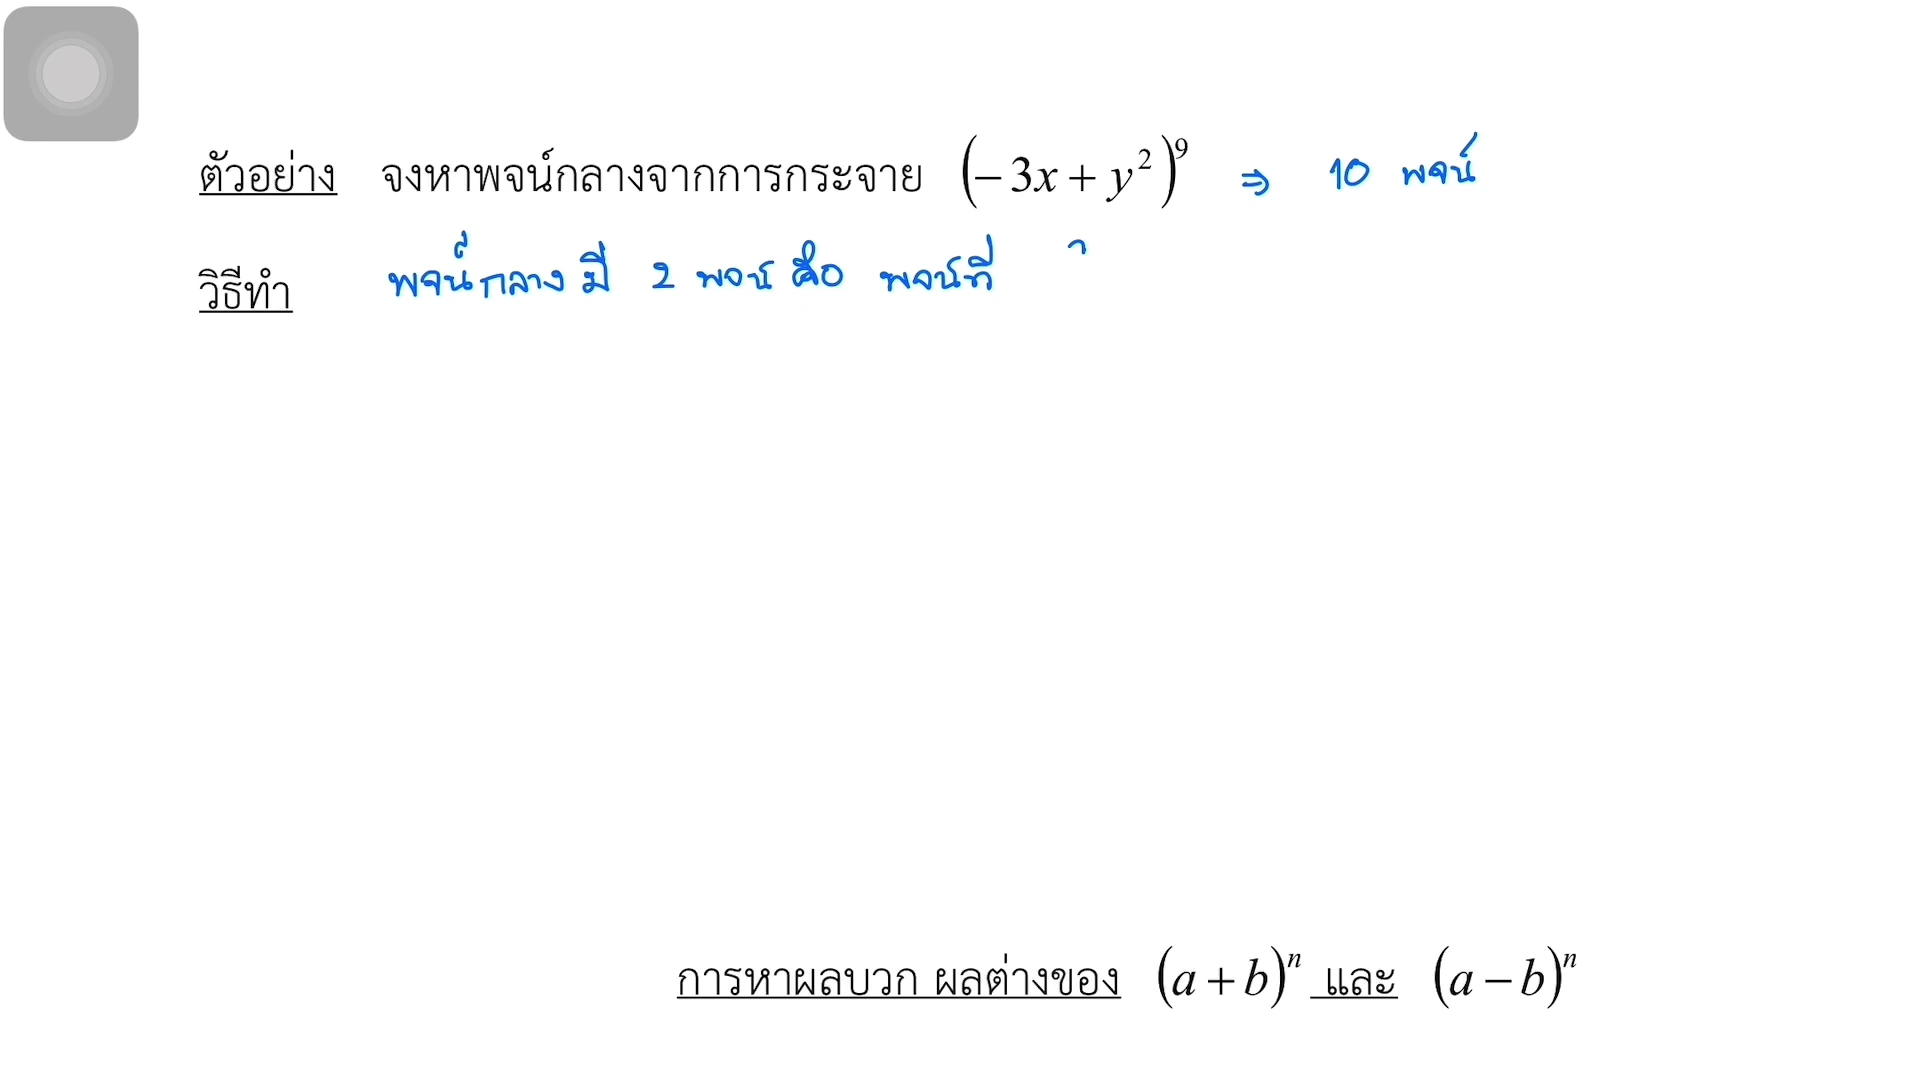 ตัวอย่าง จงหาพจน์กลางจากการกระจาย (−3x + y²)⁹ ⇒ 10 พจน์
วิธีทำ พจน์กลางมี 2 พจน์ คือ พจน์ที่
การหาผลบวก ผลต่างของ (a + b)ⁿ และ (a − b)ⁿ